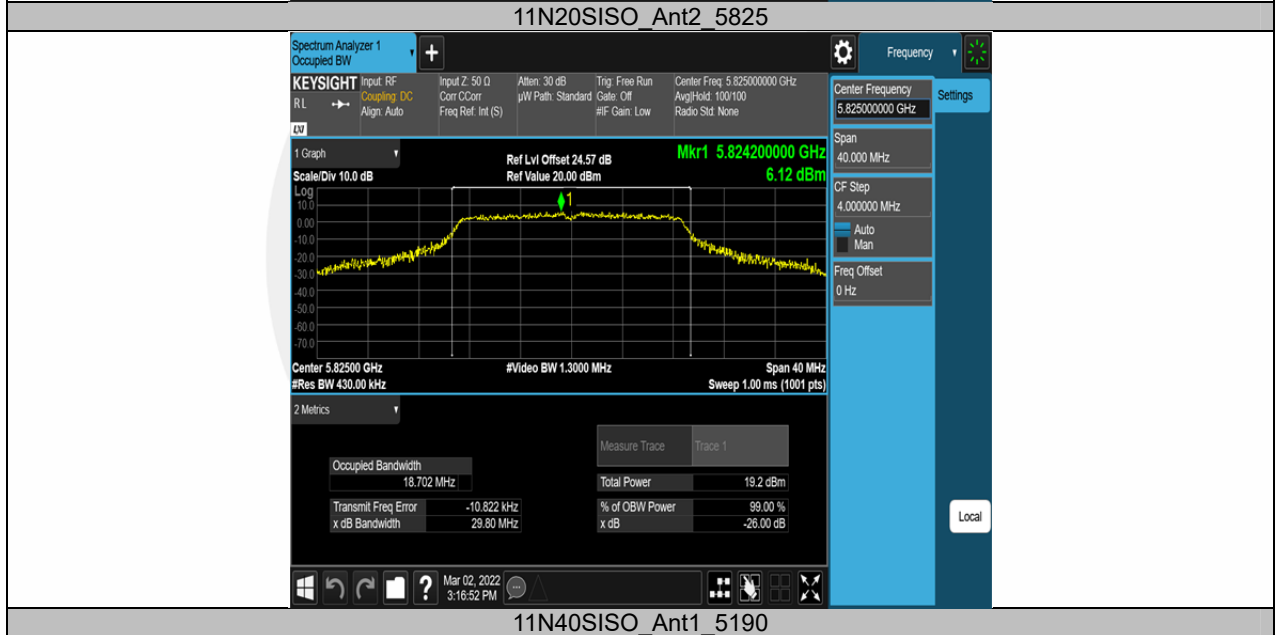 11N20SISO_Ant2_5825
Spectrum Analyzer 1
Occupied BW
+
Frequency
KEYSIGHT
RL
LXI
Input: RF
Coupling: DC
Align: Auto
Input Z: 50 Ω
Corr CCorr
Freq Ref: Int (S)
Atten: 30 dB
µW Path: Standard
Trig: Free Run
Gate: Off
#IF Gain: Low
Center Freq: 5.825000000 GHz
Avg|Hold: 100/100
Radio Std: None
Center Frequency
5.825000000 GHz
Settings
Span
40.000 MHz
CF Step
4.000000 MHz
Auto
Man
Freq Offset
0 Hz
Local
1 Graph
Scale/Div 10.0 dB
Ref Lvl Offset 24.57 dB
Ref Value 20.00 dBm
Mkr1 5.824200000 GHz
6.12 dBm
Log
10.0
0.00
-10.0
-20.0
-30.0
-40.0
-50.0
-60.0
-70.0
1
Center 5.82500 GHz
#Res BW 430.00 kHz
#Video BW 1.3000 MHz
Span 40 MHz
Sweep 1.00 ms (1001 pts)
2 Metrics
Measure Trace Trace 1
Occupied Bandwidth
18.702 MHz
Total Power 19.2 dBm
Transmit Freq Error -10.822 kHz
% of OBW Power 99.00 %
x dB Bandwidth 29.80 MHz
x dB -26.00 dB
?
Mar 02, 2022
3:16:52 PM
11N40SISO_Ant1_5190